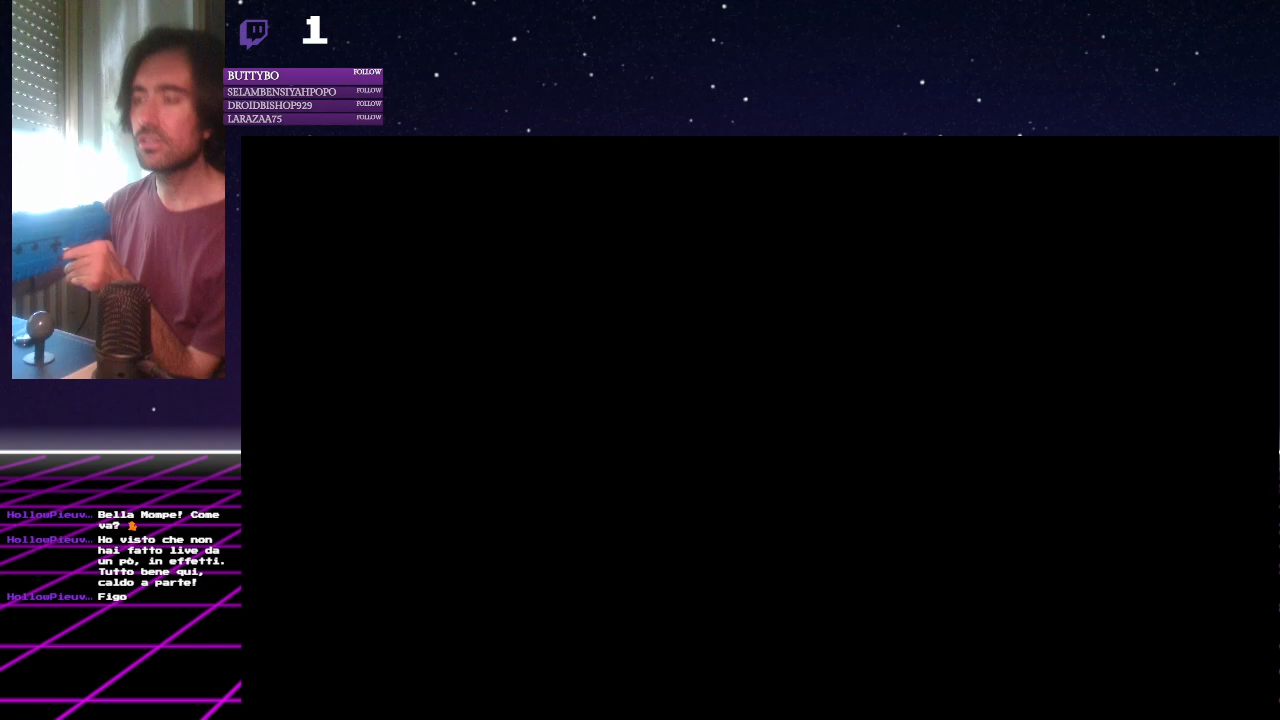 1
BUTTYBO FOLLOW
SELAMBENSIYAHPOPO FOLLOW
DROIDBISHOP929 FOLLOW
LARAZAA75 FOLLOW
HollowPieuv… Bella Mompe! Come
va?
HollowPieuv… Ho visto che non
hai fatto live da
un pò, in effetti.
Tutto bene qui,
caldo a parte!
HollowPieuv… Figo